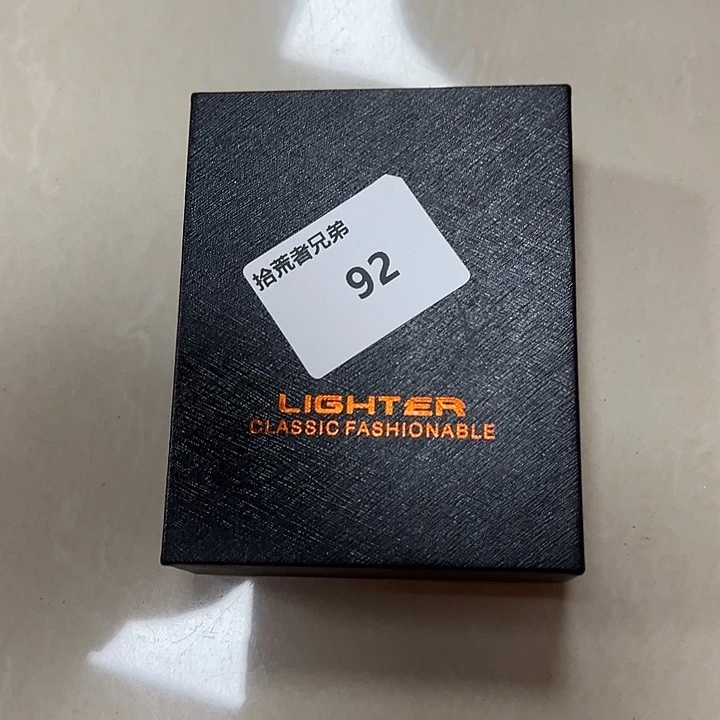 拾荒者兄弟
92
LIGHTER
CLASSIC FASHIONABLE